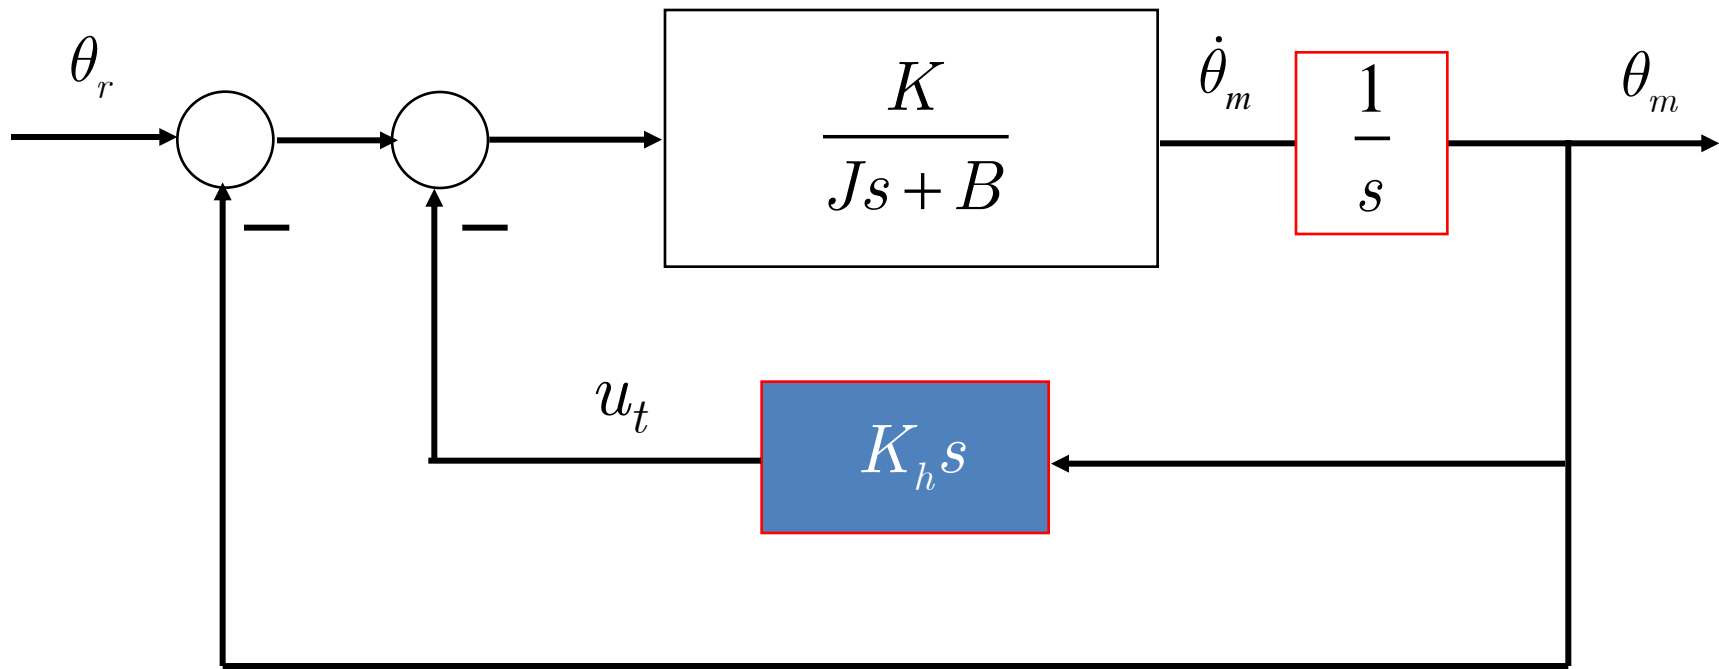 θ_r
K
Js + B
θ̇_m
1
s
θ_m
−
−
u_t
K_h s